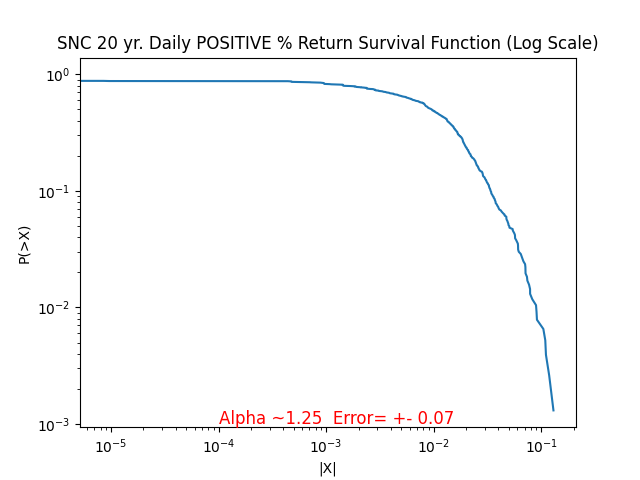 SNC 20 yr. Daily POSITIVE % Return Survival Function (Log Scale)
P(>X)
10⁰
10⁻¹
10⁻²
10⁻³
Alpha ~1.25  Error= +- 0.07
10⁻⁵ 10⁻⁴ 10⁻³ 10⁻² 10⁻¹
|X|